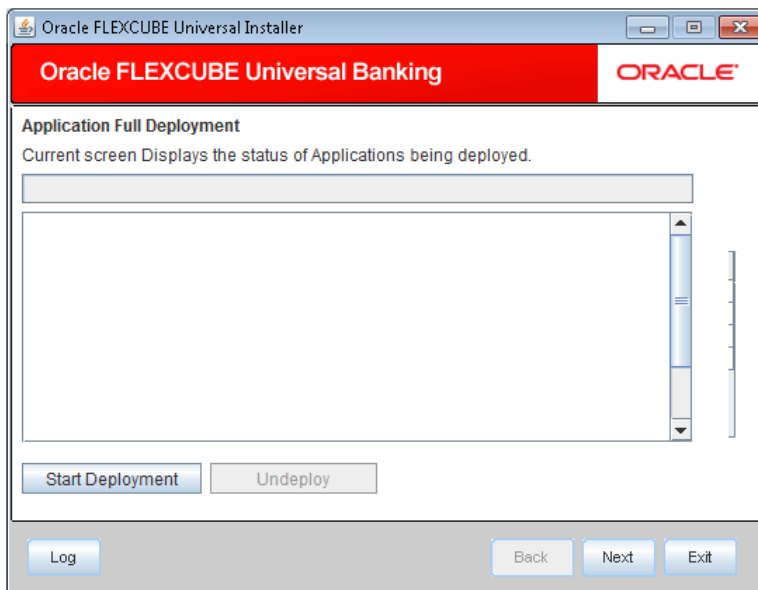 Oracle FLEXCUBE Universal Installer
Oracle FLEXCUBE Universal Banking
ORACLE
Application Full Deployment
Current screen Displays the status of Applications being deployed.
Start Deployment
Undeploy
Log
Back
Next
Exit